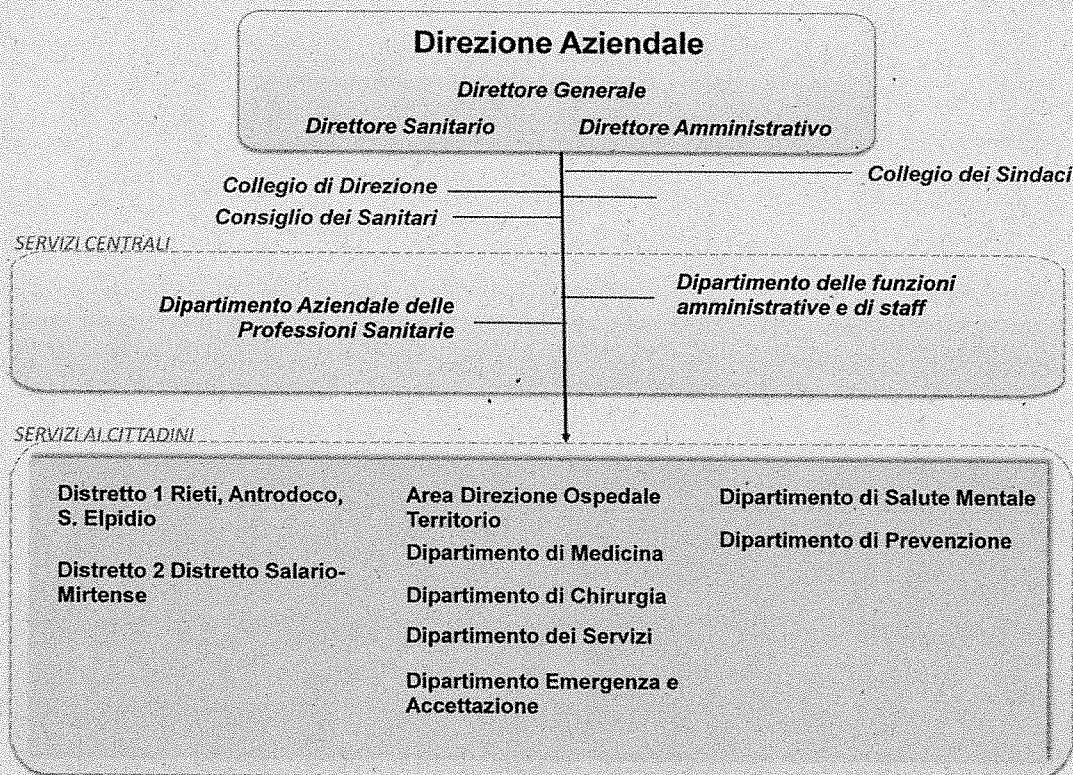 Direzione Aziendale
Direttore Generale
Direttore Sanitario Direttore Amministrativo
Collegio di Direzione
Collegio dei Sindaci
Consiglio dei Sanitari
SERVIZI CENTRALI
Dipartimento Aziendale delle
Professioni Sanitarie
Dipartimento delle funzioni
amministrative e di staff
SERVIZI AI CITTADINI
Distretto 1 Rieti, Antrodoco,
S. Elpidio
Distretto 2 Distretto Salario-
Mirtense
Area Direzione Ospedale
Territorio
Dipartimento di Medicina
Dipartimento di Chirurgia
Dipartimento dei Servizi
Dipartimento Emergenza e
Accettazione
Dipartimento di Salute Mentale
Dipartimento di Prevenzione